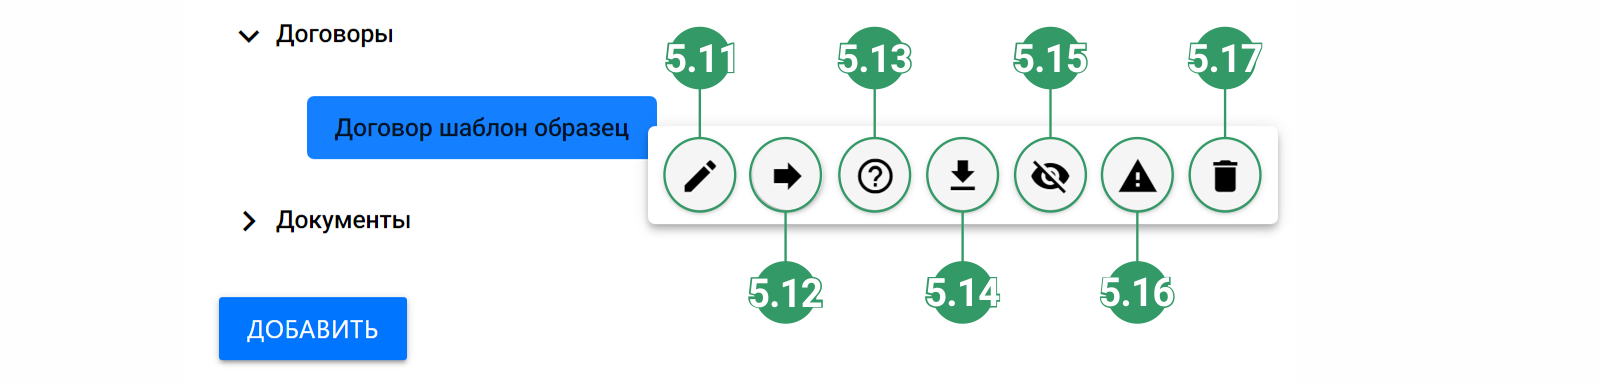 Договоры
5.11 5.13 5.15 5.17
Договор шаблон образец
Документы
5.12 5.14 5.16
ДОБАВИТЬ